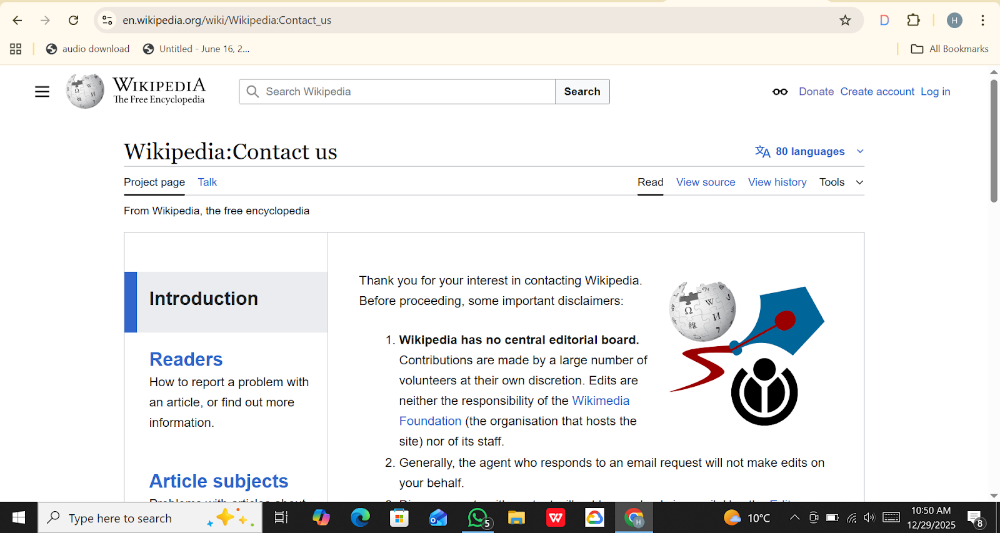 en.wikipedia.org/wiki/Wikipedia:Contact_us
D
H
audio download
Untitled - June 16, 2...
All Bookmarks
WIKIPEDIA
The Free Encyclopedia
Search Wikipedia
Search
Donate
Create account
Log in
Wikipedia:Contact us
80 languages
Project page
Talk
Read
View source
View history
Tools
From Wikipedia, the free encyclopedia
Introduction
Readers
How to report a problem with
an article, or find out more
information.
Article subjects
Thank you for your interest in contacting Wikipedia.
Before proceeding, some important disclaimers:
1. Wikipedia has no central editorial board.
Contributions are made by a large number of
volunteers at their own discretion. Edits are
neither the responsibility of the Wikimedia
Foundation (the organisation that hosts the
site) nor of its staff.
2. Generally, the agent who responds to an email request will not make edits on
your behalf.
Type here to search
5
W
H
10°C
10:50 AM
12/29/2025
8